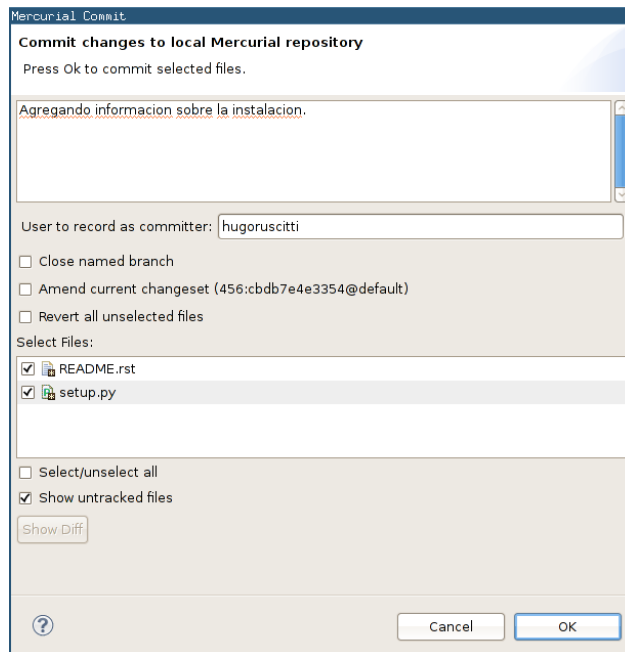 Mercurial Commit
Commit changes to local Mercurial repository
Press Ok to commit selected files.
Agregando informacion sobre la instalacion.
User to record as committer: hugoruscitti
Close named branch
Amend current changeset (456:cbdb7e4e3354@default)
Revert all unselected files
Select Files:
README.rst
setup.py
Select/unselect all
Show untracked files
Show Diff
Cancel OK